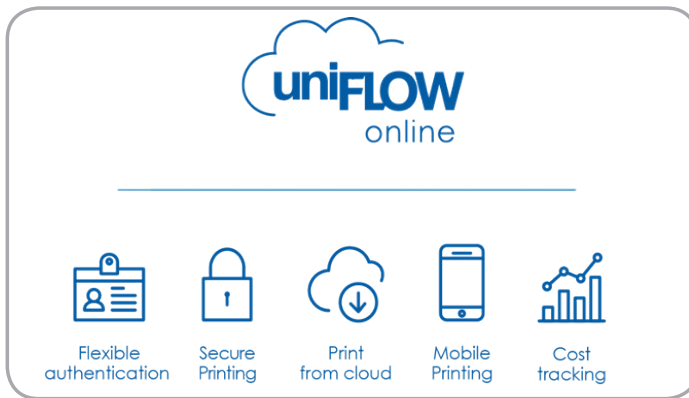 uniFLOW
online
Flexible
authentication
Secure
Printing
Print
from cloud
Mobile
Printing
Cost
tracking